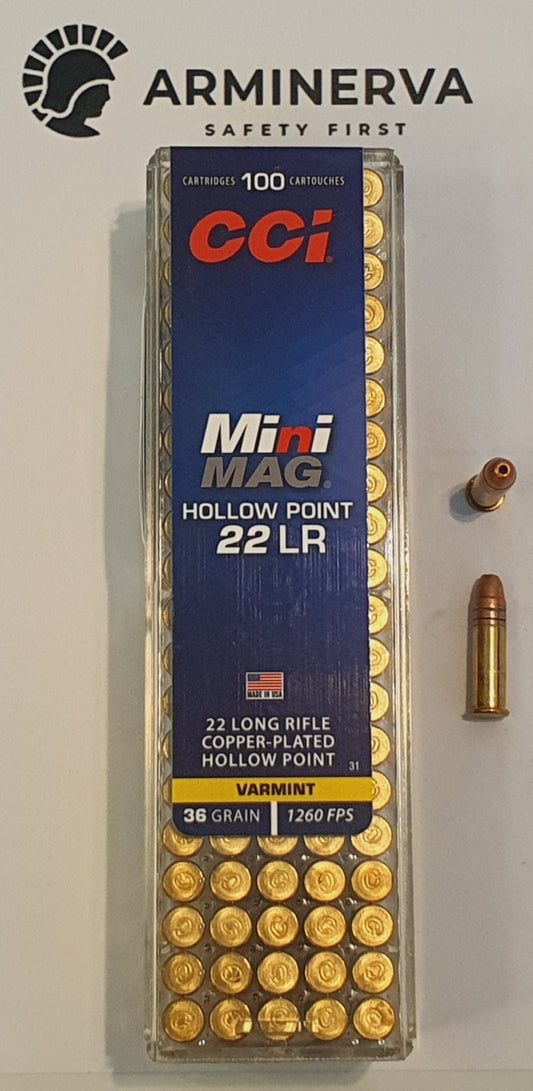 ARMINERVA
SAFETY FIRST
CARTRIDGES 100 CARTOUCHES
CCI
Mini
MAG
HOLLOW POINT
22 LR
MADE IN USA
22 LONG RIFLE
COPPER-PLATED
HOLLOW POINT 31
VARMINT
36 GRAIN 1260 FPS